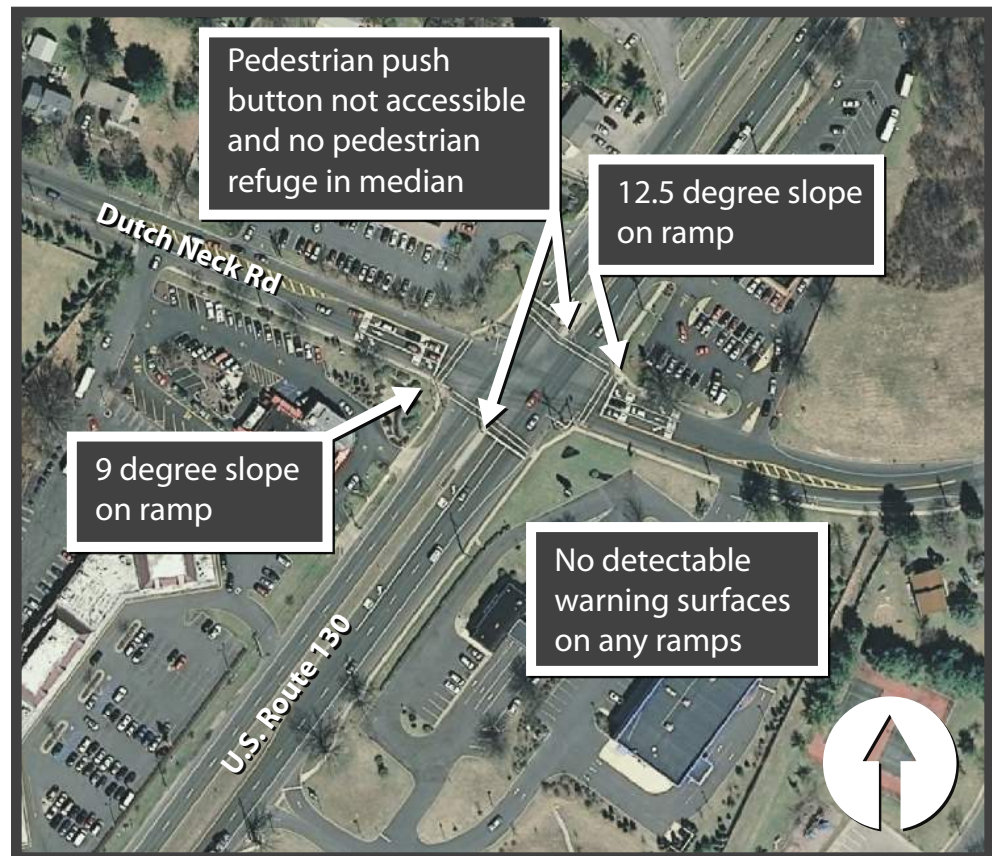 Pedestrian push
button not accessible
and no pedestrian
refuge in median
12.5 degree slope
on ramp
Dutch Neck Rd
9 degree slope
on ramp
No detectable
warning surfaces
on any ramps
U.S. Route 130